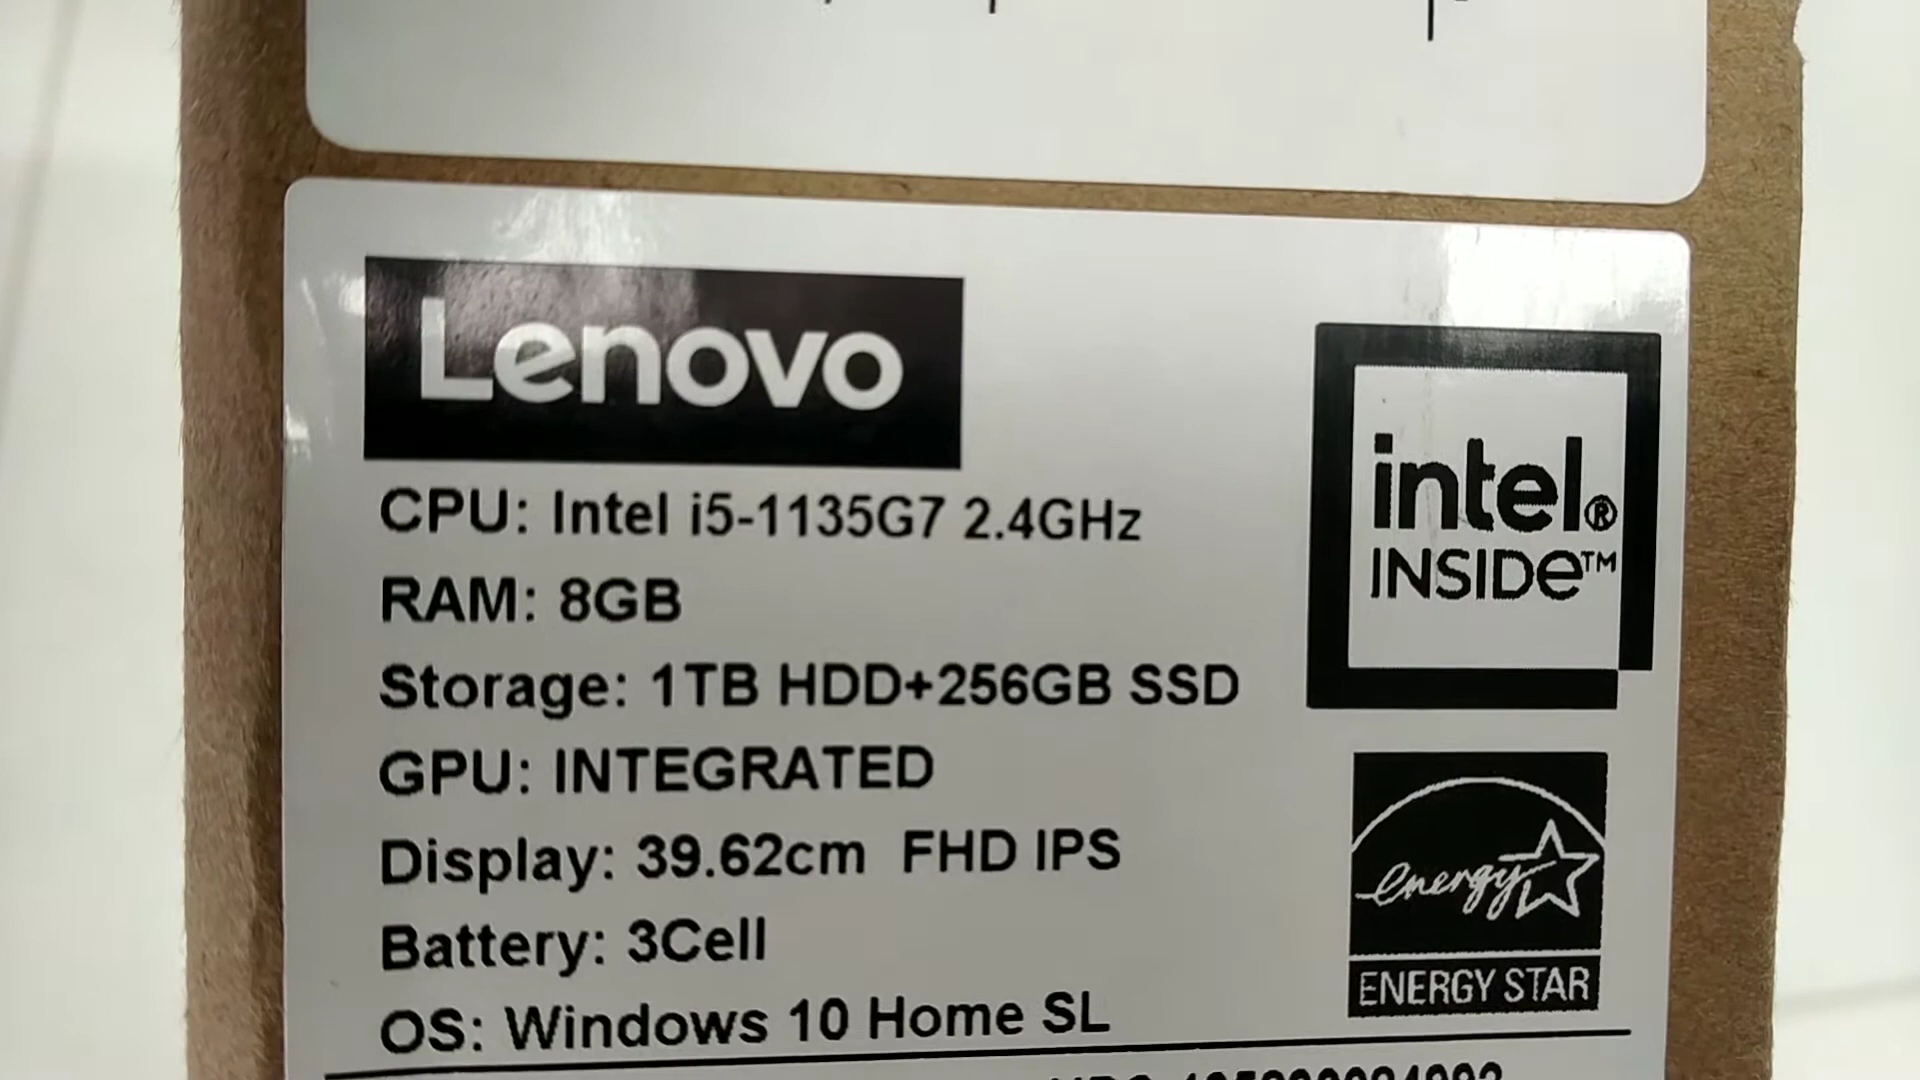 Lenovo
CPU: Intel i5-1135G7 2.4GHz
RAM: 8GB
Storage: 1TB HDD+256GB SSD
GPU: INTEGRATED
Display: 39.62cm FHD IPS
Battery: 3Cell
OS: Windows 10 Home SL
intel®
INSIDE™
energy
ENERGY STAR